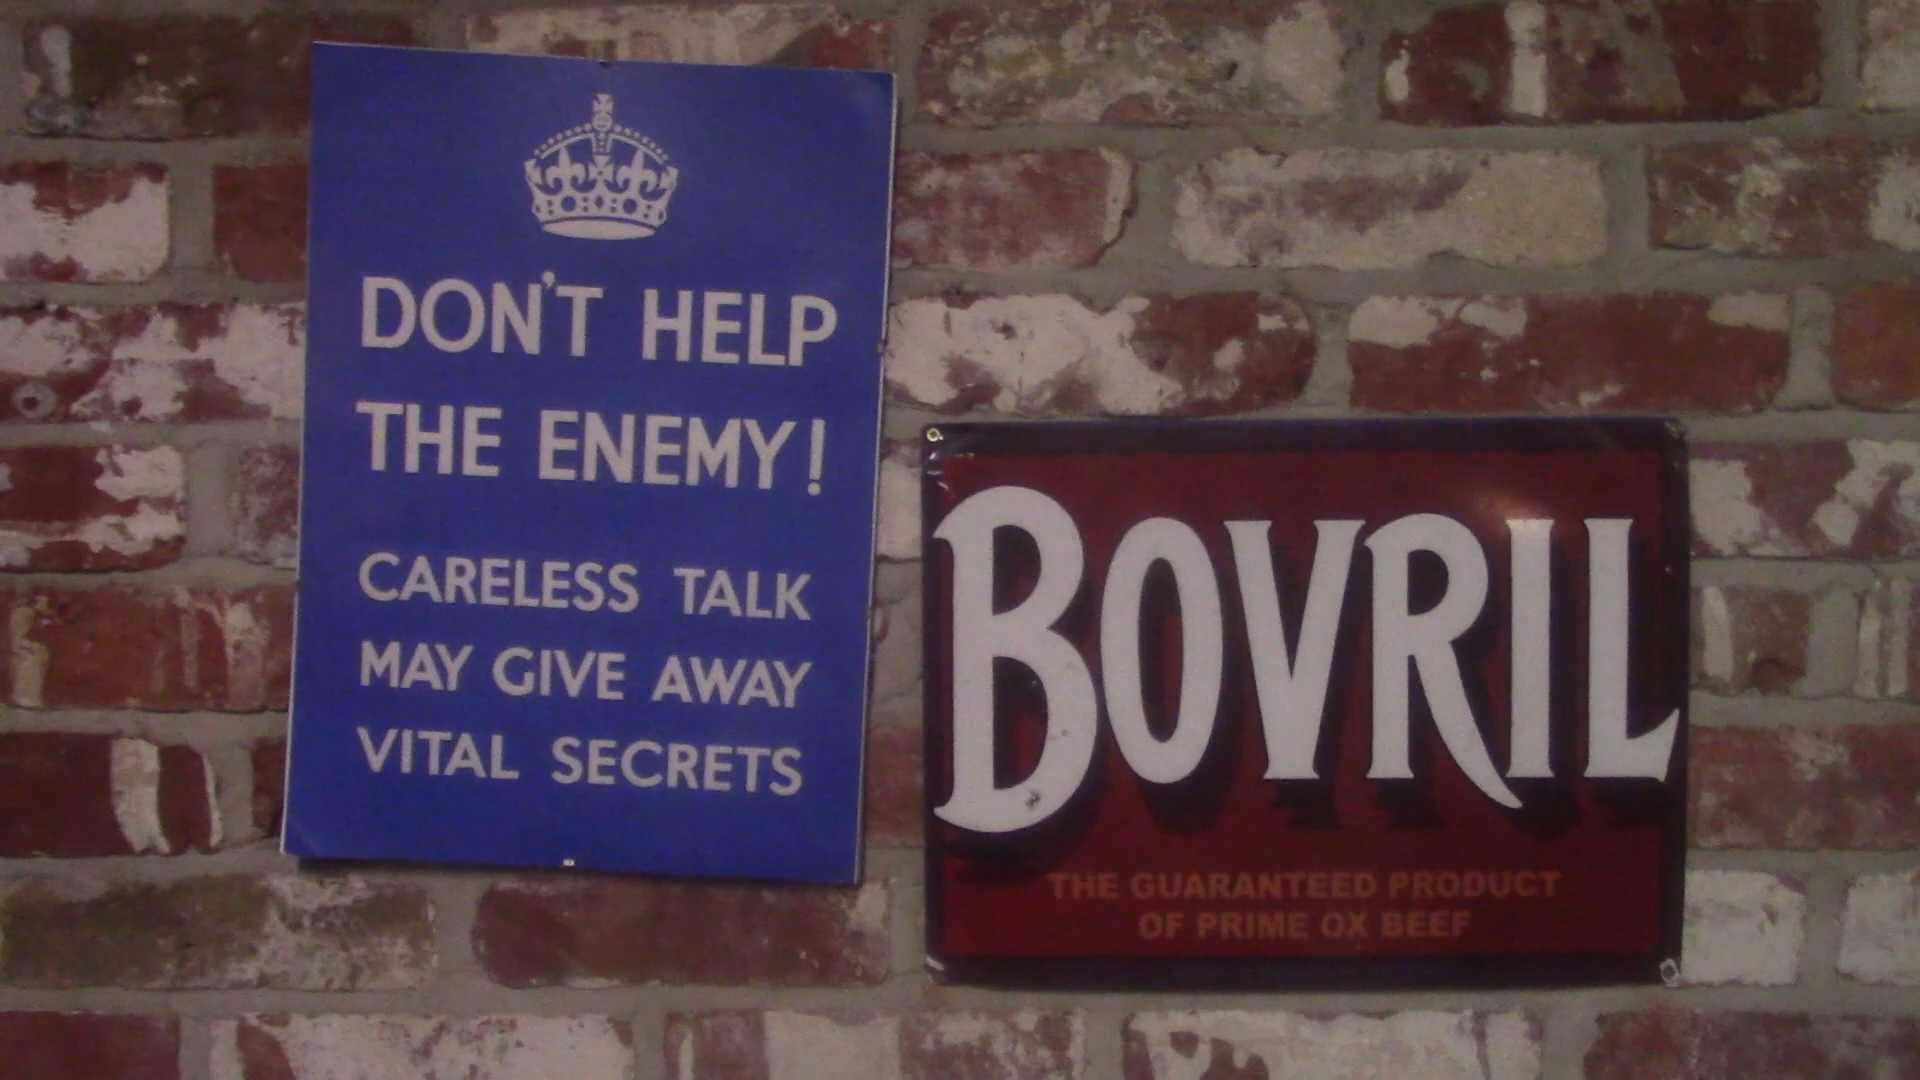 DON'T HELP
THE ENEMY!
CARELESS TALK
MAY GIVE AWAY
VITAL SECRETS
BOVRIL
THE GUARANTEED PRODUCT
OF PRIME OX BEEF